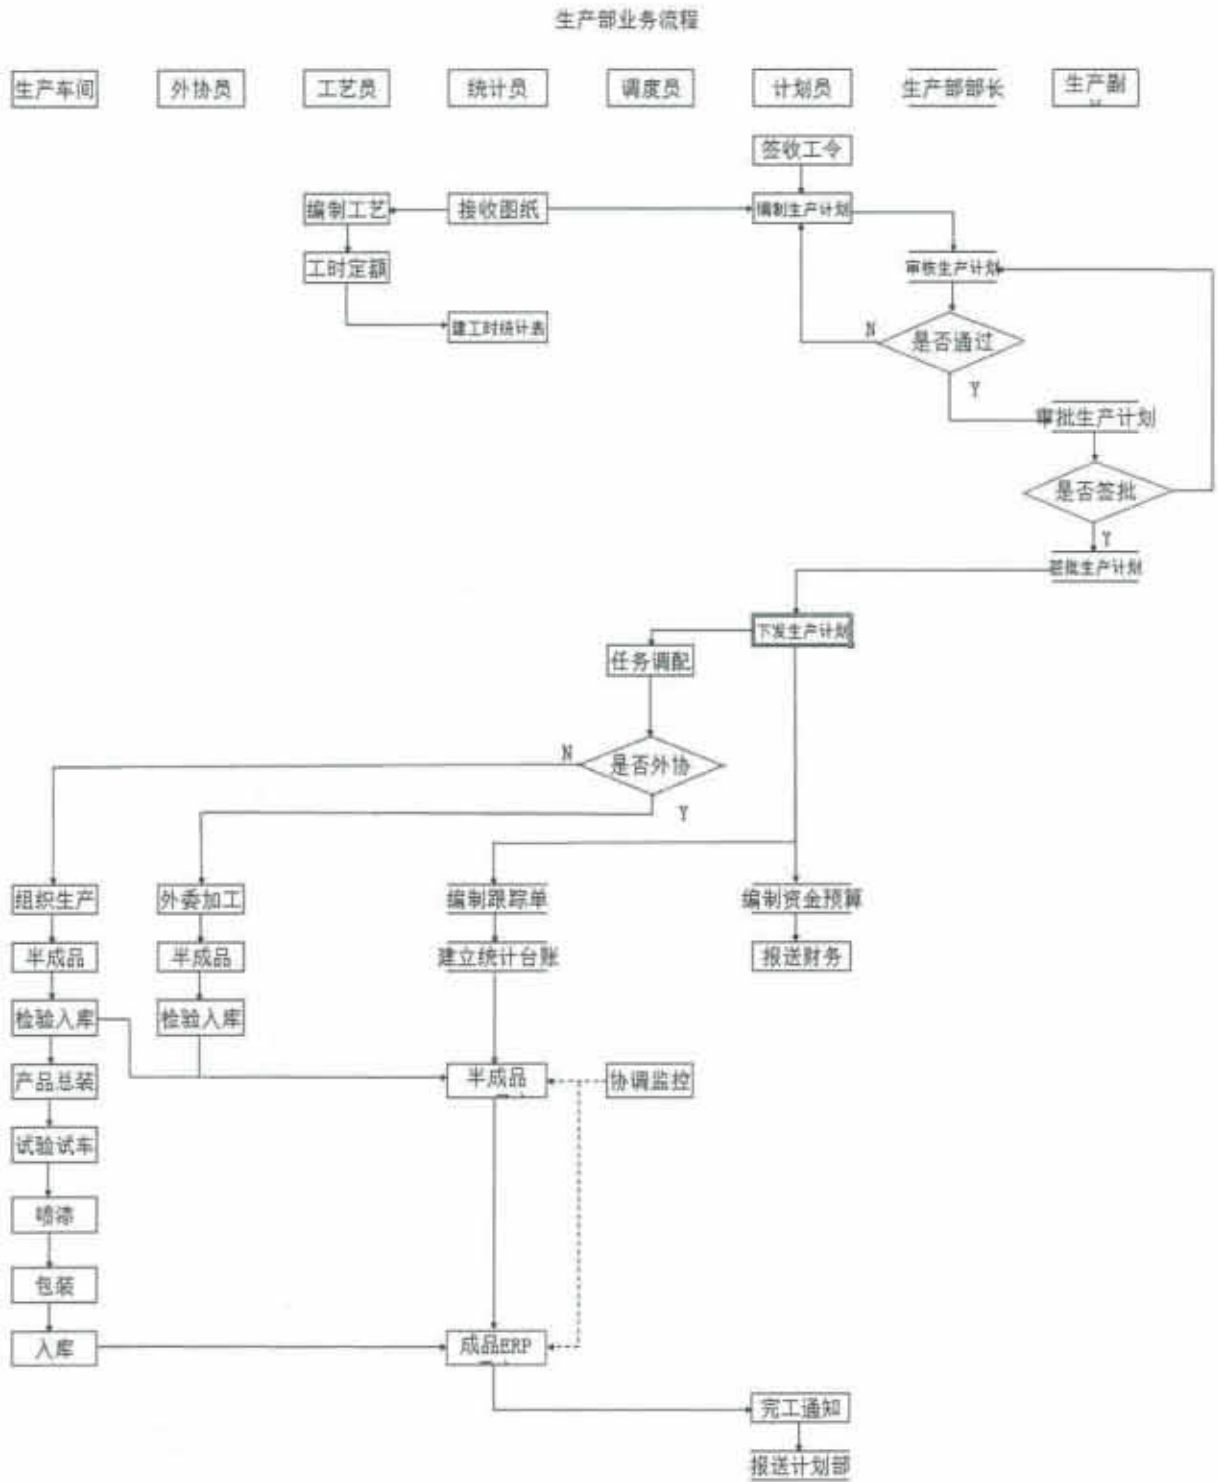 生产部业务流程
生产车间
外协员
工艺员
统计员
调度员
计划员
生产部部长
生产副
签收工令
编制工艺
接收图纸
编制生产计划
工时定额
审核生产计划
建工时统计表
N
是否通过
Y
审批生产计划
是否签批
Y
签批生产计划
下发生产计划
任务调配
N
是否外协
Y
组织生产
外委加工
编制跟踪单
编制资金预算
半成品
半成品
建立统计台账
报送财务
检验入库
检验入库
产品总装
半成品
协调监控
试验试车
喷漆
包装
入库
成品ERP
完工通知
报送计划部